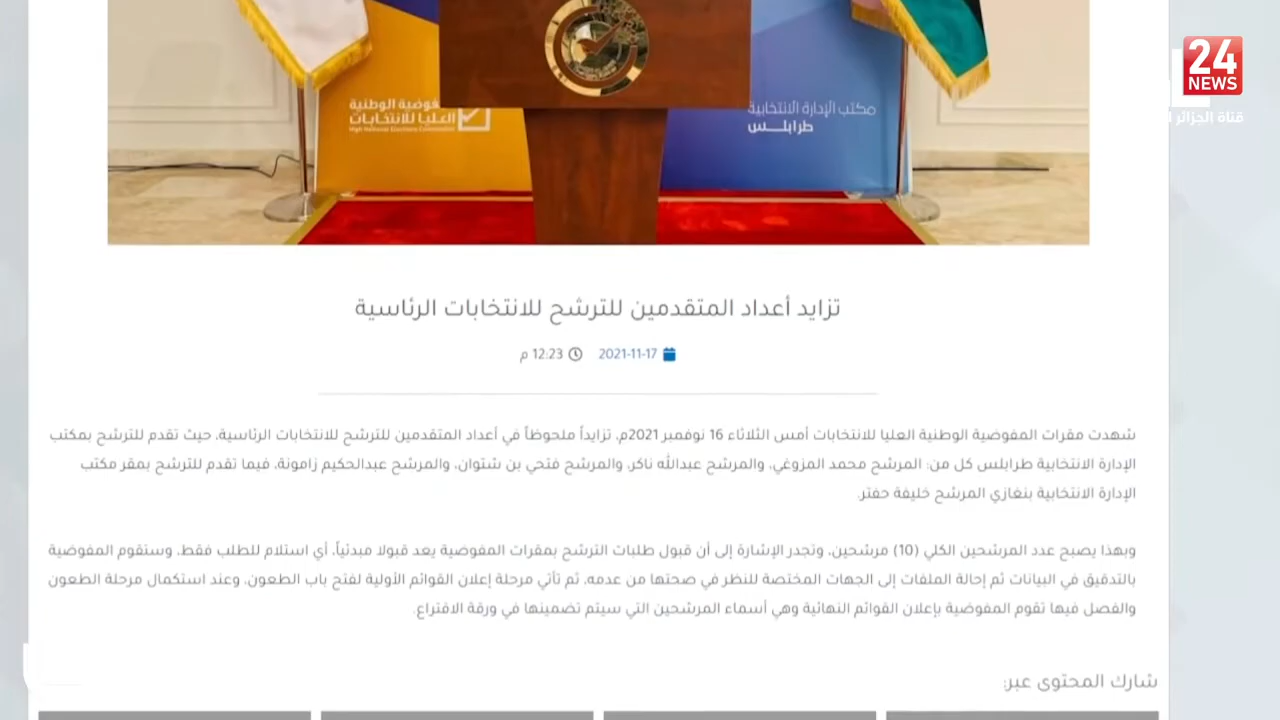 24
NEWS
قناة الجزائر
المفوضية الوطنية
العليا للانتخابات
High National Elections Commission
مكتب الإدارة الانتخابية
طرابلس
تزايد أعداد المتقدمين للترشح للانتخابات الرئاسية
2021-11-17 12:23 م
شهدت مقرات المفوضية الوطنية العليا للانتخابات أمس الثلاثاء 16 نوفمبر 2021م، تزايداً ملحوظاً في أعداد المتقدمين للترشح للانتخابات الرئاسية، حيث تقدم للترشح بمكتب
الإدارة الانتخابية طرابلس كل من: المرشح محمد المزوغي، والمرشح عبدالله ناكر، والمرشح فتحي بن شتوان، والمرشح عبدالحكيم زامونة، فيما تقدم للترشح بمقر مكتب
الإدارة الانتخابية بنغازي المرشح خليفة حفتر.
وبهذا يصبح عدد المرشحين الكلي (10) مرشحين، وتجدر الإشارة إلى أن قبول طلبات الترشح بمقرات المفوضية يعد قبولا مبدئياً، أي استلام للطلب فقط، وستقوم المفوضية
بالتدقيق في البيانات ثم إحالة الملفات إلى الجهات المختصة للنظر في صحتها من عدمه، ثم تأتي مرحلة إعلان القوائم الأولية لفتح باب الطعون، وعند استكمال مرحلة الطعون
والفصل فيها تقوم المفوضية بإعلان القوائم النهائية وهي أسماء المرشحين التي سيتم تضمينها في ورقة الاقتراع.
شارك المحتوى عبر: